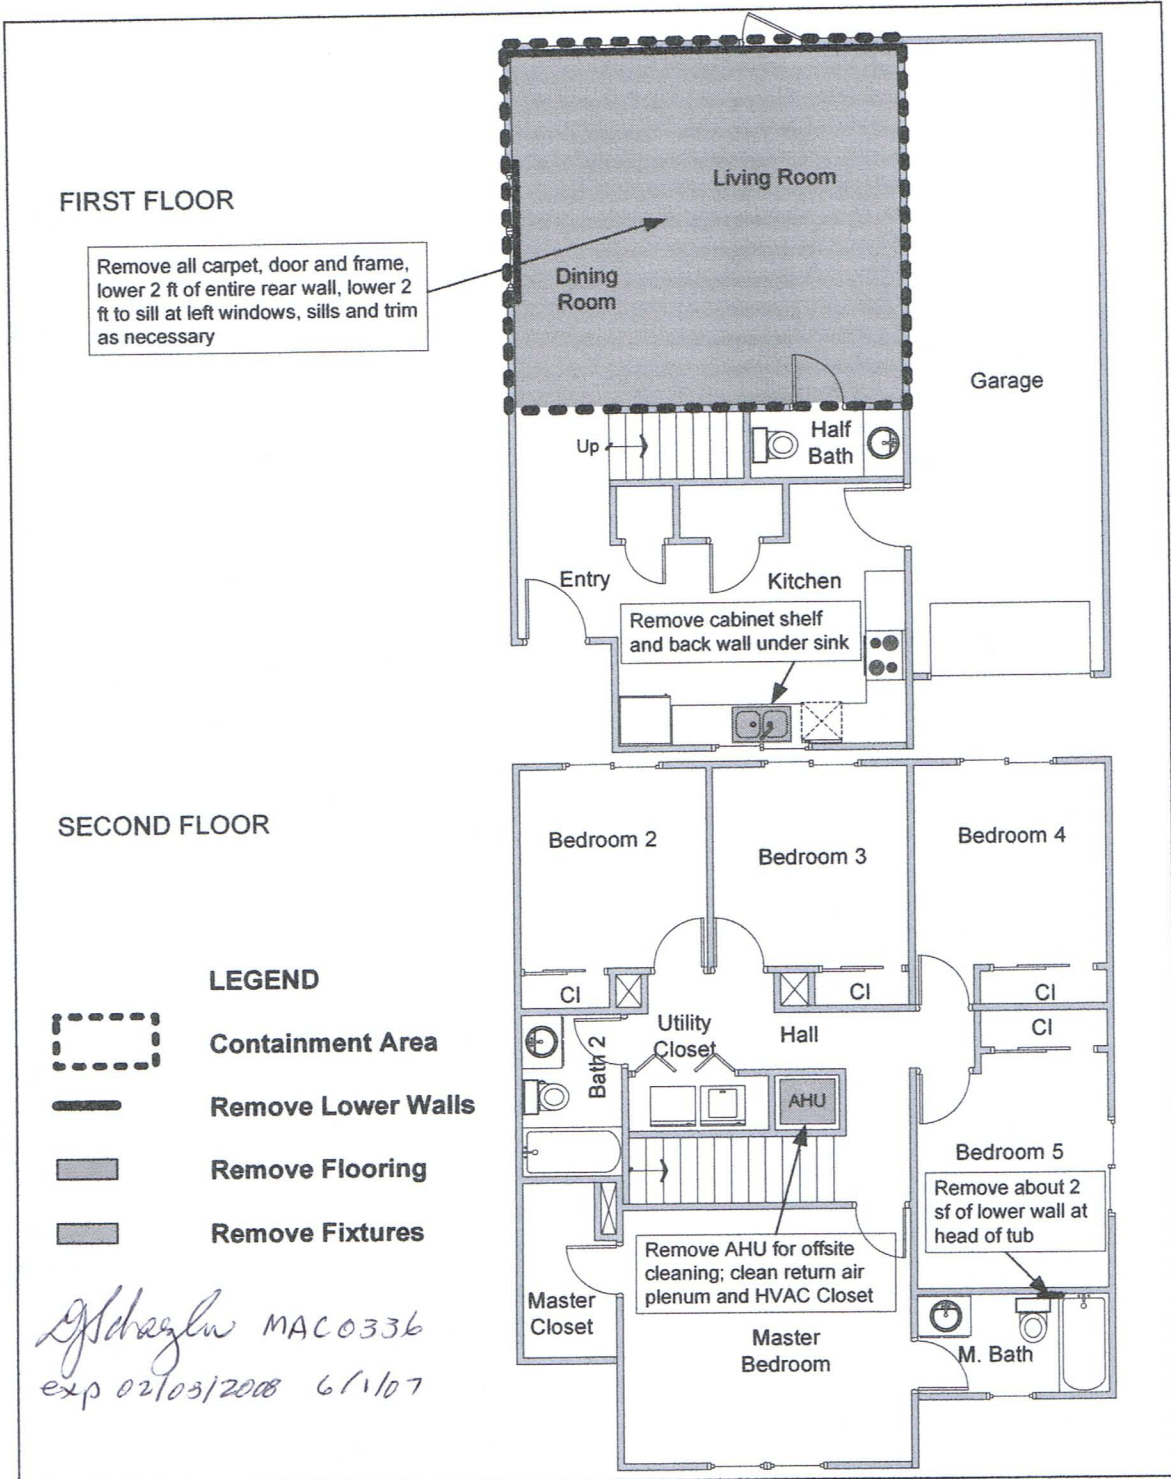 FIRST FLOOR
Remove all carpet, door and frame,
lower 2 ft of entire rear wall, lower 2
ft to sill at left windows, sills and trim
as necessary
Living Room
Dining
Room
Garage
Up
Half
Bath
Entry
Kitchen
Remove cabinet shelf
and back wall under sink
SECOND FLOOR
Bedroom 2
Bedroom 3
Bedroom 4
Cl
Cl
Cl
Cl
Utility
Closet
Hall
Bath 2
AHU
Bedroom 5
Remove about 2
sf of lower wall at
head of tub
Remove AHU for offsite
cleaning; clean return air
plenum and HVAC Closet
Master
Closet
Master
Bedroom
M. Bath
LEGEND
Containment Area
Remove Lower Walls
Remove Flooring
Remove Fixtures
MAC0336
exp 02/03/2008 6/1/07